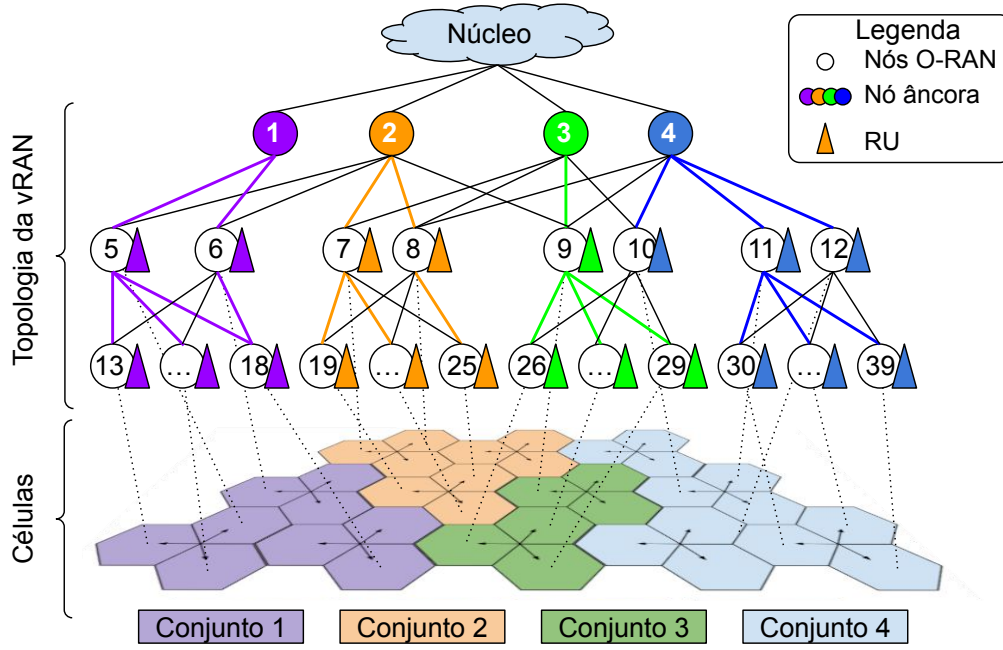 Núcleo
Legenda
Nós O-RAN
Nó âncora
RU
Topologia da vRAN
1
2
3
4
5
6
7
8
9
10
11
12
13
...
18
19
...
25
26
...
29
30
...
39
Células
Conjunto 1
Conjunto 2
Conjunto 3
Conjunto 4